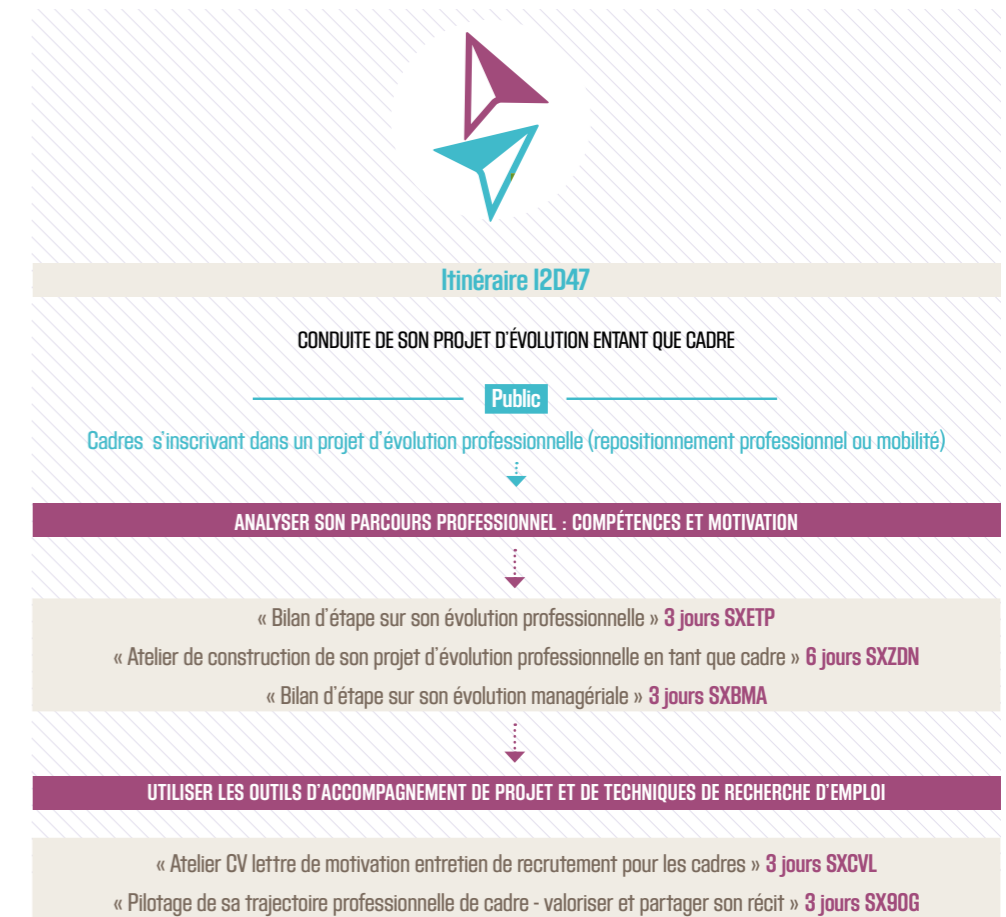 Itinéraire I2D47
CONDUITE DE SON PROJET D'ÉVOLUTION ENTANT QUE CADRE
Public
Cadres s'inscrivant dans un projet d'évolution professionnelle (repositionnement professionnel ou mobilité)
ANALYSER SON PARCOURS PROFESSIONNEL : COMPÉTENCES ET MOTIVATION
« Bilan d'étape sur son évolution professionnelle » 3 jours SXETP
« Atelier de construction de son projet d'évolution professionnelle en tant que cadre » 6 jours SXZDN
« Bilan d'étape sur son évolution managériale » 3 jours SXBMA
UTILISER LES OUTILS D'ACCOMPAGNEMENT DE PROJET ET DE TECHNIQUES DE RECHERCHE D'EMPLOI
« Atelier CV lettre de motivation entretien de recrutement pour les cadres » 3 jours SXCVL
« Pilotage de sa trajectoire professionnelle de cadre - valoriser et partager son récit » 3 jours SX90G